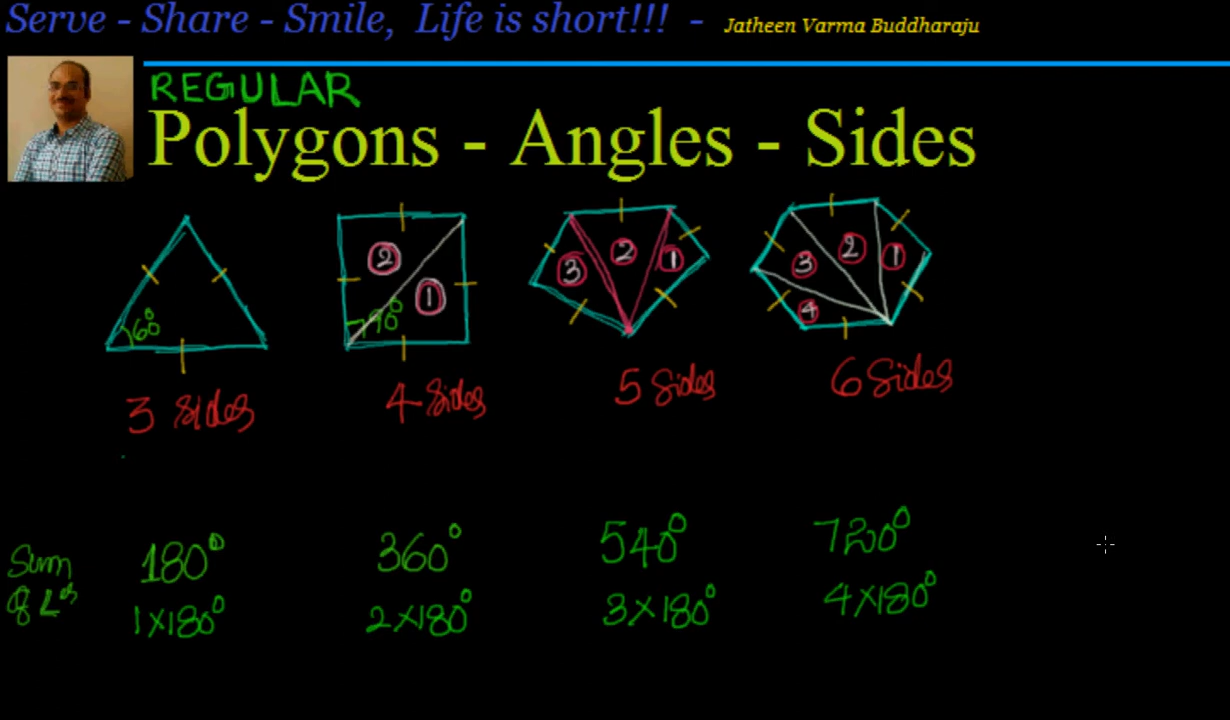 Serve - Share - Smile, Life is short!!! - Jatheen Varma Buddharaju
REGULAR
Polygons - Angles - Sides
60°
2
1
90°
3
2
1
3
2
1
4
3 sides
4 sides
5 Sides
6 Sides
Sum of Ls 180° 360° 540° 720°
1×180° 2×180° 3×180° 4×180°